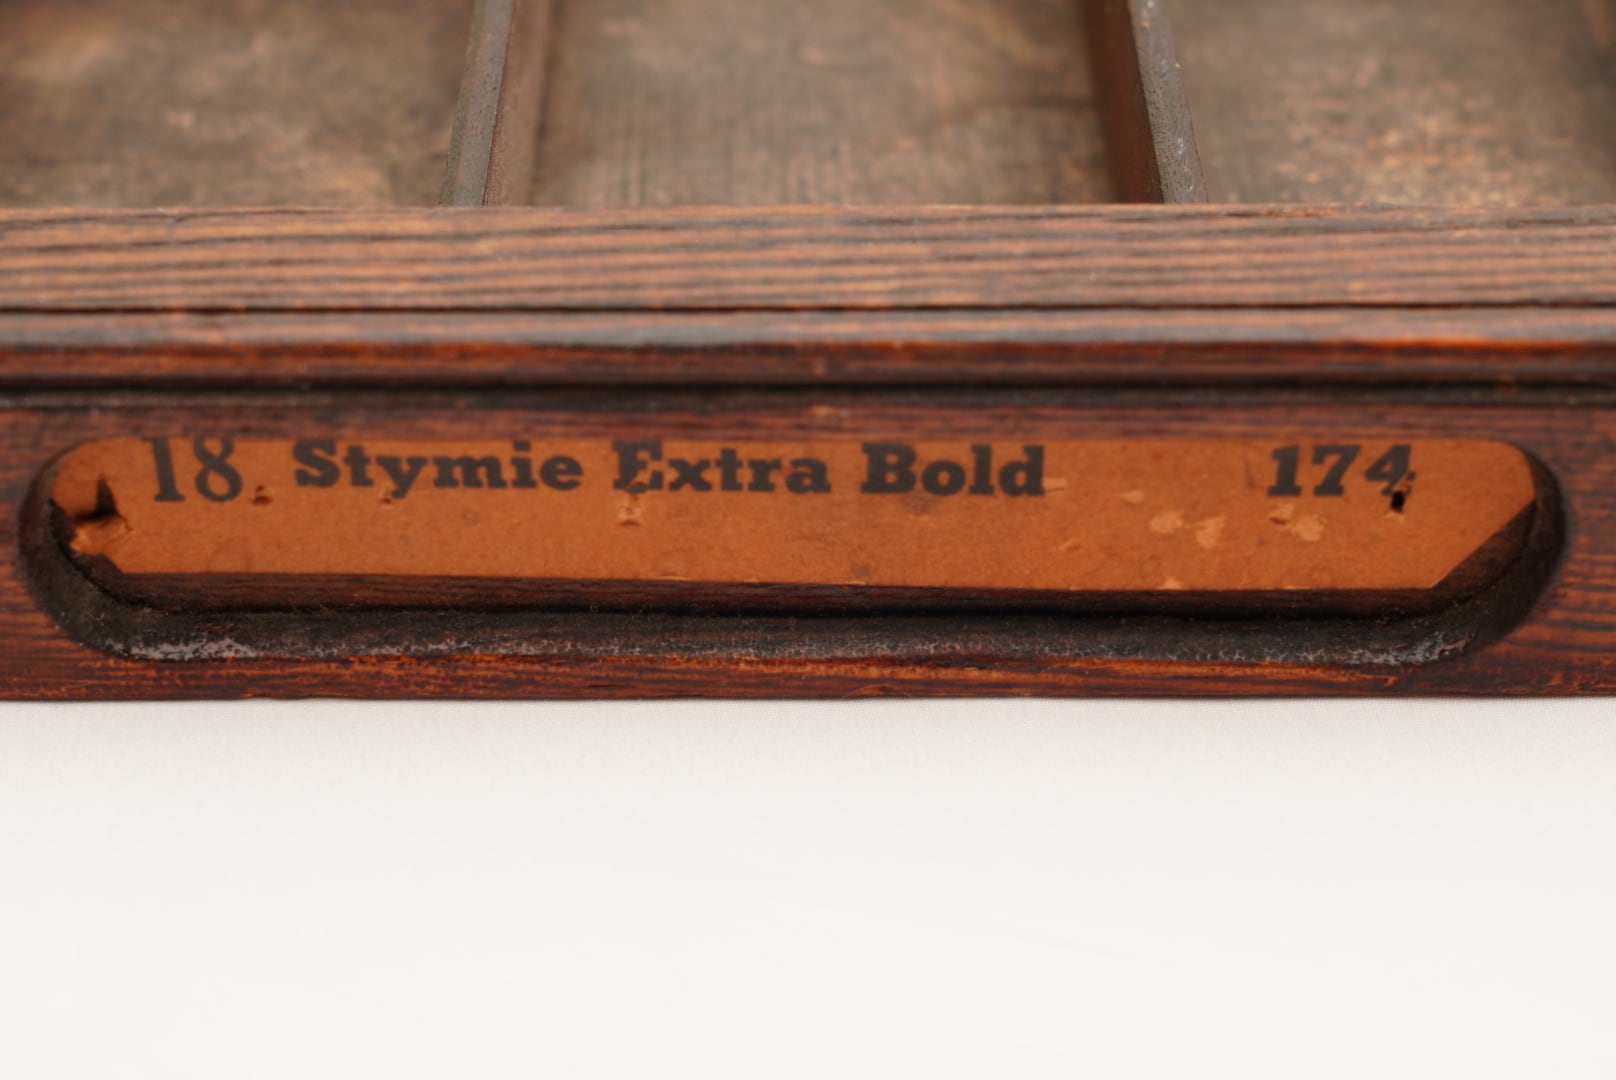 18 Stymie Extra Bold 174